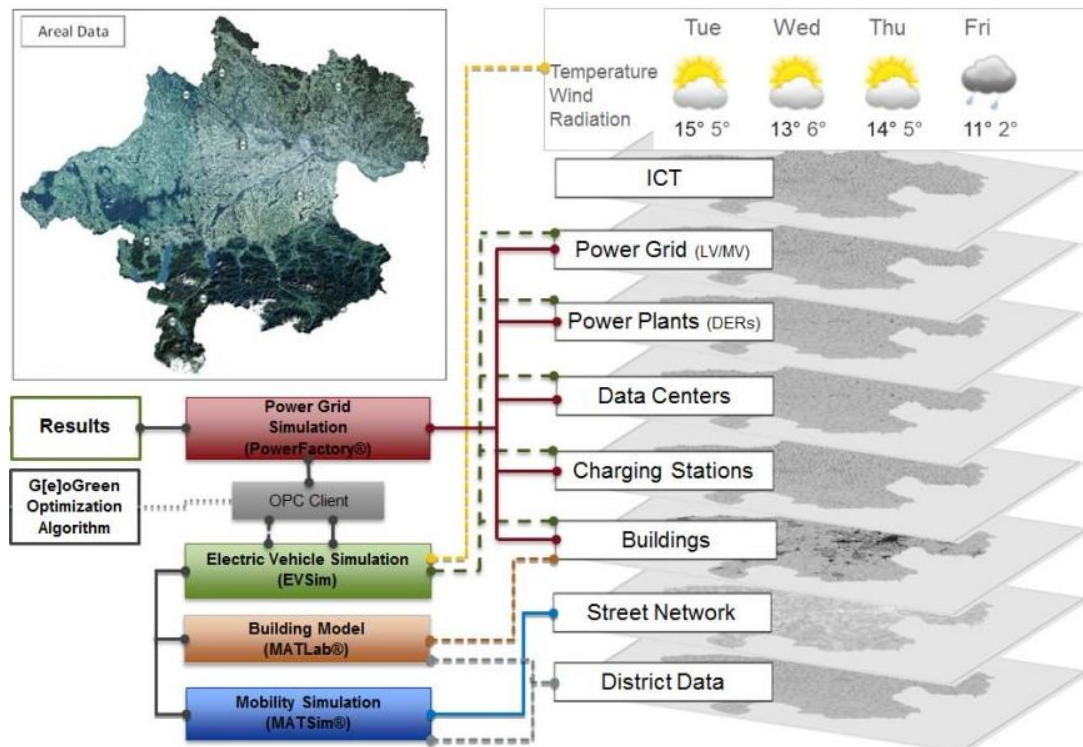 Areal Data
Tue Wed Thu Fri
Temperature
Wind
Radiation
15° 5° 13° 6° 14° 5° 11° 2°
ICT
Power Grid (LV/MV)
Power Plants (DERs)
Data Centers
Charging Stations
Buildings
Street Network
District Data
Results
Power Grid
Simulation
(PowerFactory®)
G[e]oGreen
Optimization
Algorithm
OPC Client
Electric Vehicle Simulation
(EVSim)
Building Model
(MATLab®)
Mobility Simulation
(MATSim®)